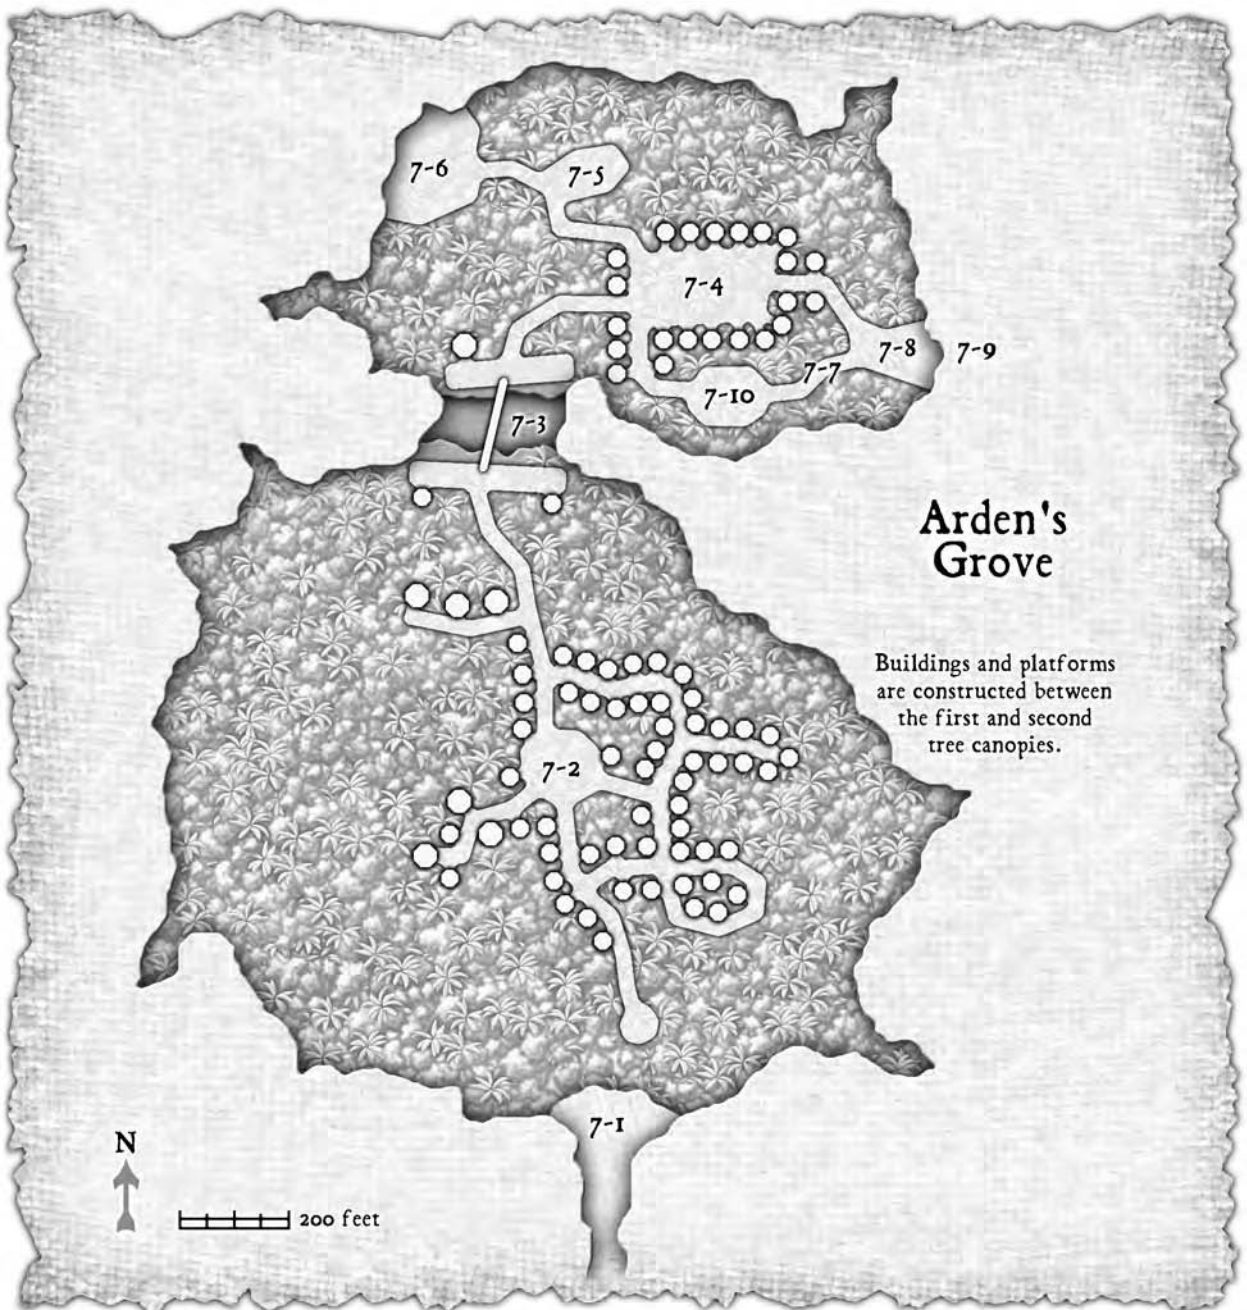 7-6
7-5
7-4
7-8
7-9
7-7
7-10
7-3
Arden's
Grove
Buildings and platforms
are constructed between
the first and second
tree canopies.
7-2
7-1
N
200 feet